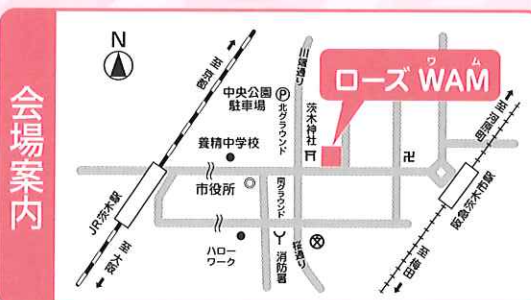 会場案内
N
至京都
中央公園
駐車場
P
北グラウンド
川端通り
茨木神社
ワム
ローズ WAM
至河原町
養精中学校
市役所
南グラウンド
JR茨木駅
至大阪
ハロー
ワーク
消防署
桜通り
文
卍
阪急茨木市駅
至梅田